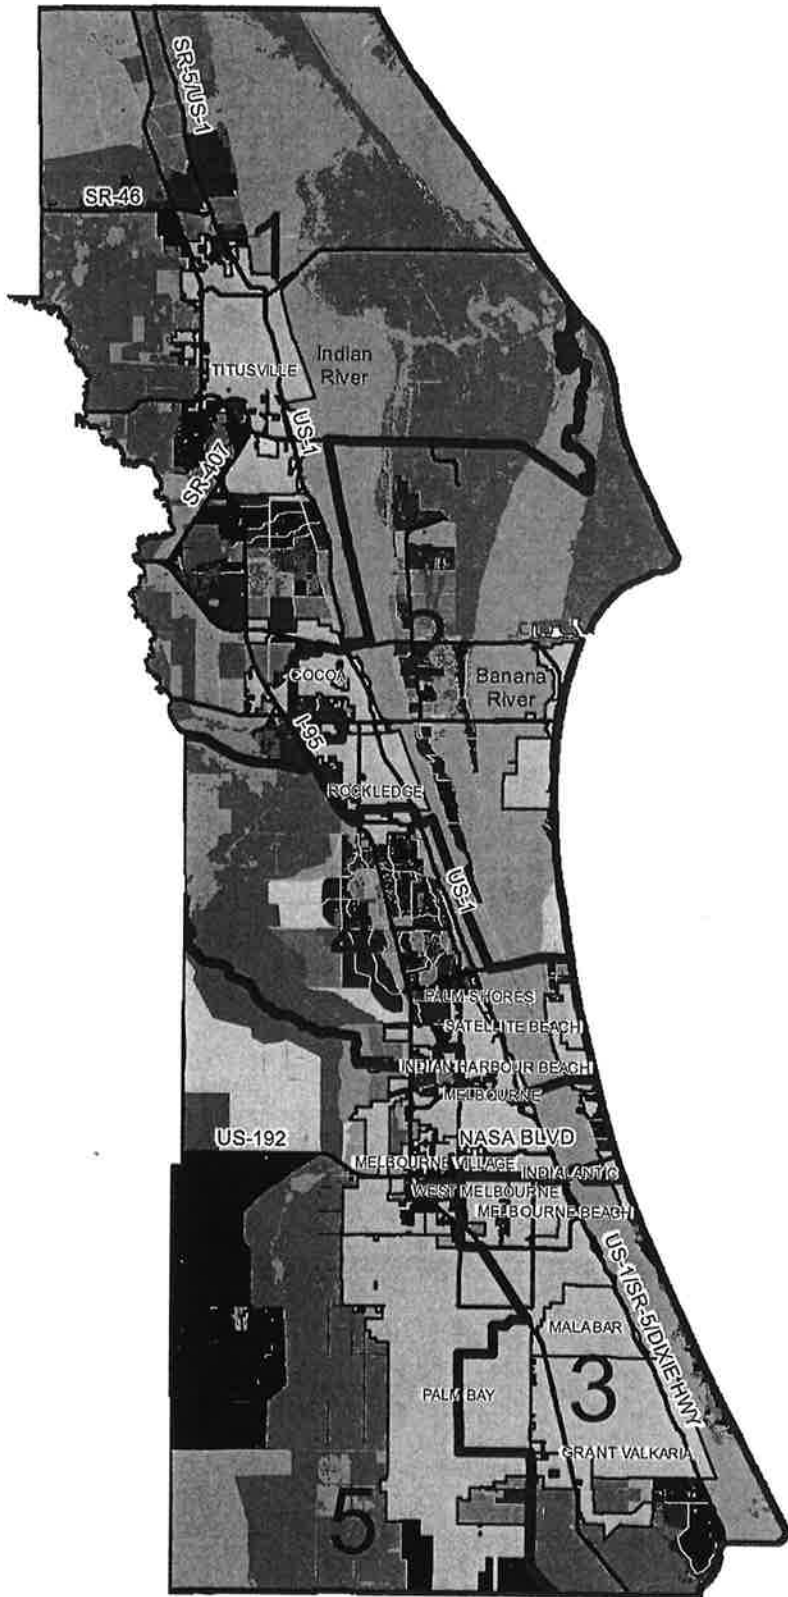 SR-5/US-1
SR-46
1
TITUSVILLE
Indian
River
US-1
SR-407
2
COCOA
Banana
River
I-95
ROCKLEDGE
US-1
PALM SHORES
SATELLITE BEACH
INDIAN HARBOUR BEACH
MELBOURNE
US-192
NASA BLVD
MELBOURNE VILLAGE
INDIALANTIC
WEST MELBOURNE
MELBOURNE BEACH
US-1/SR-5/DIXIE HWY
MALABAR
3
PALM BAY
GRANT VALKARIA
5